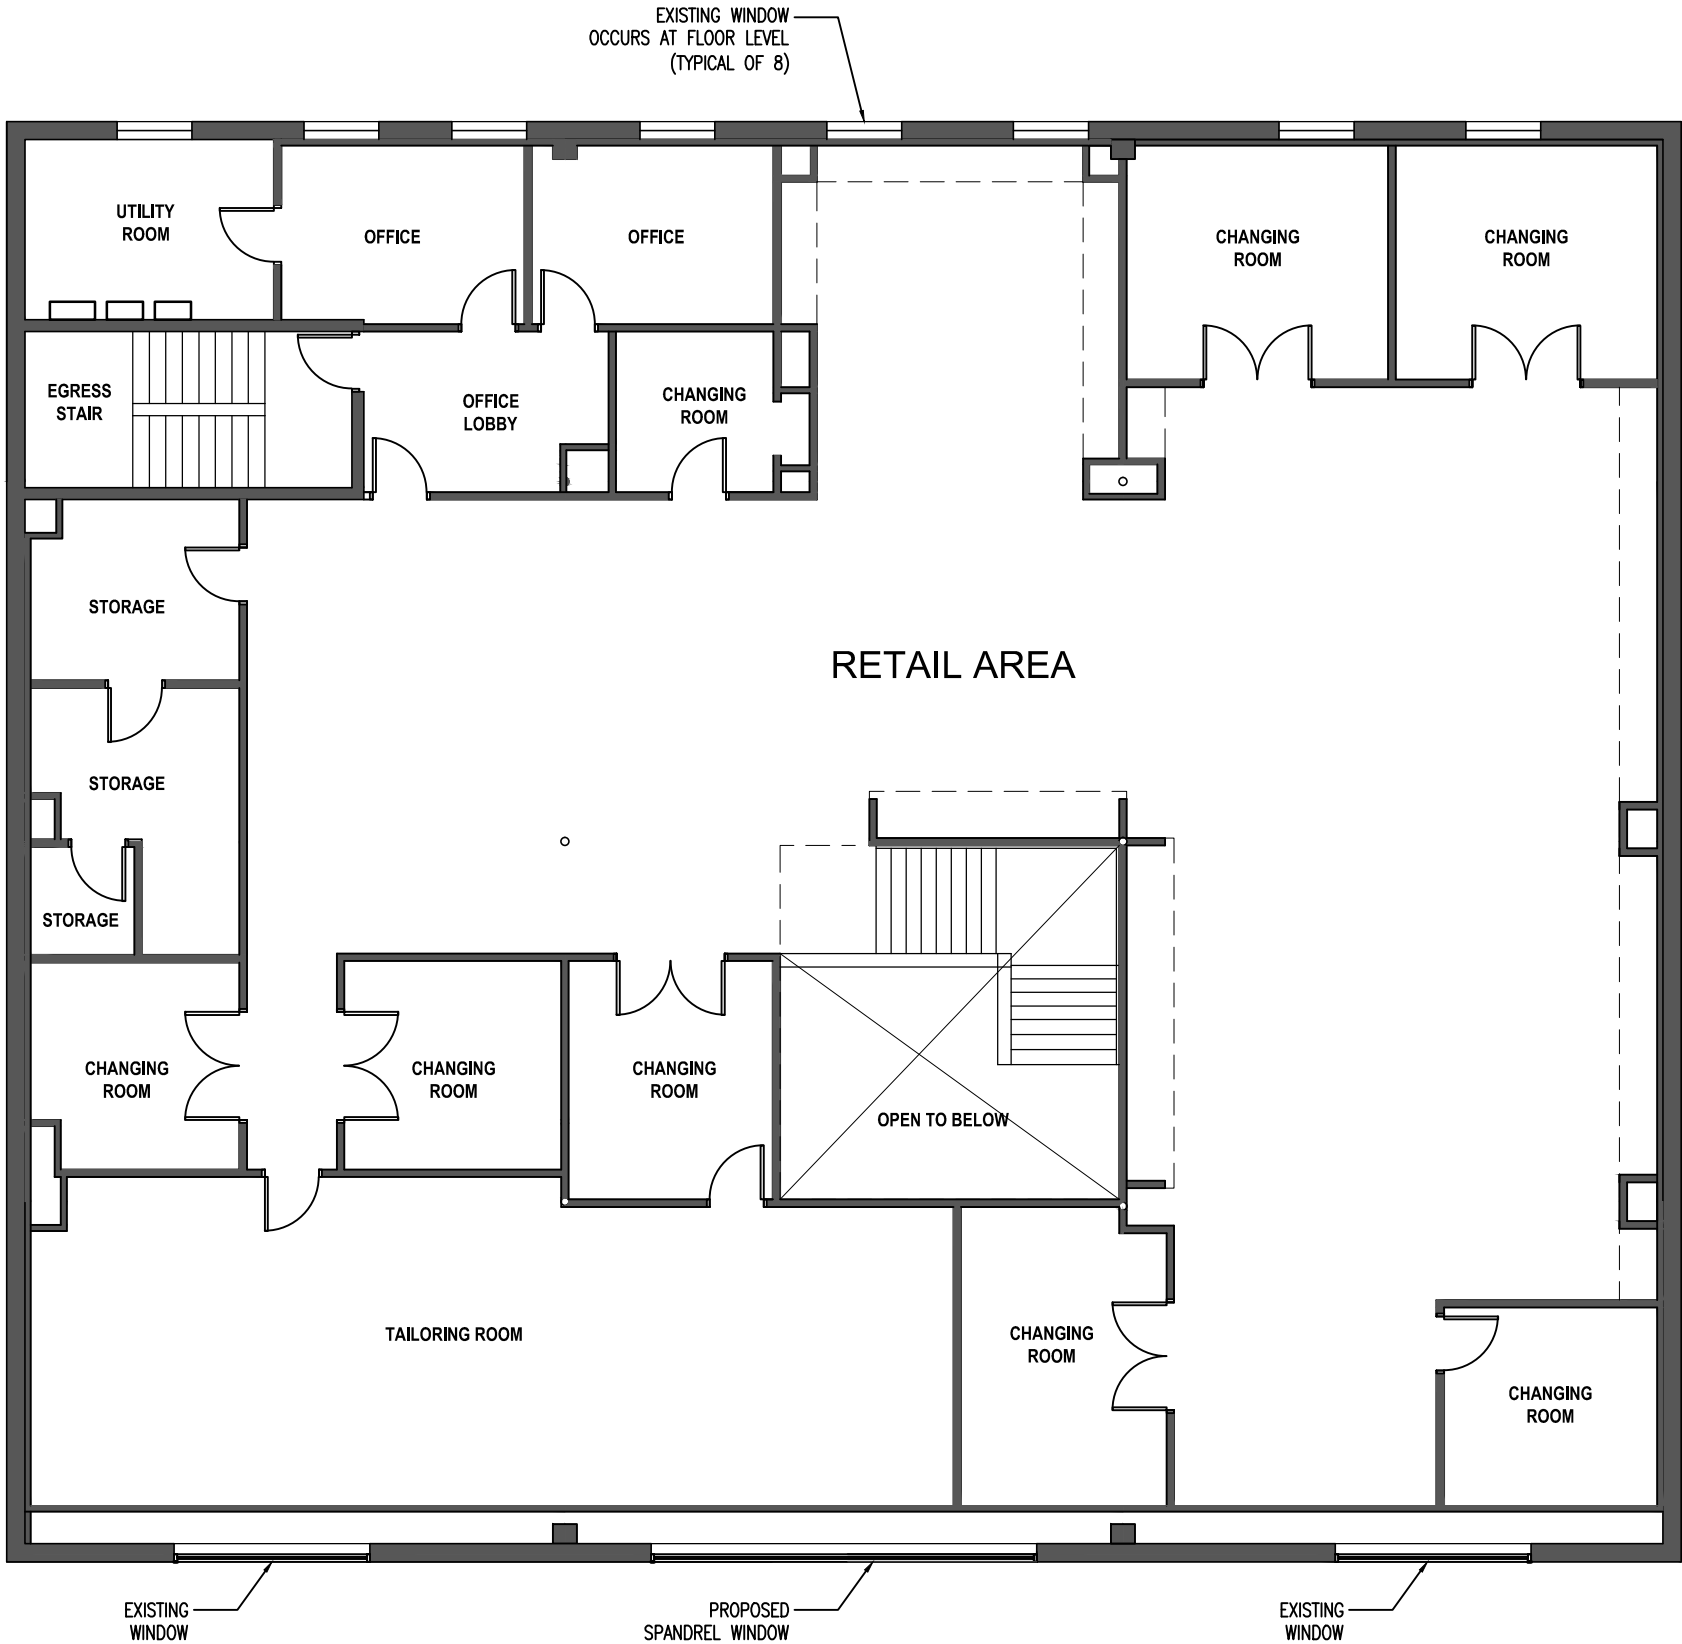 EXISTING WINDOW
OCCURS AT FLOOR LEVEL
(TYPICAL OF 8)
UTILITY
ROOM
OFFICE
OFFICE
CHANGING
ROOM
CHANGING
ROOM
EGRESS
STAIR
OFFICE
LOBBY
CHANGING
ROOM
STORAGE
RETAIL AREA
STORAGE
STORAGE
CHANGING
ROOM
CHANGING
ROOM
CHANGING
ROOM
OPEN TO BELOW
TAILORING ROOM
CHANGING
ROOM
CHANGING
ROOM
EXISTING
WINDOW
PROPOSED
SPANDREL WINDOW
EXISTING
WINDOW